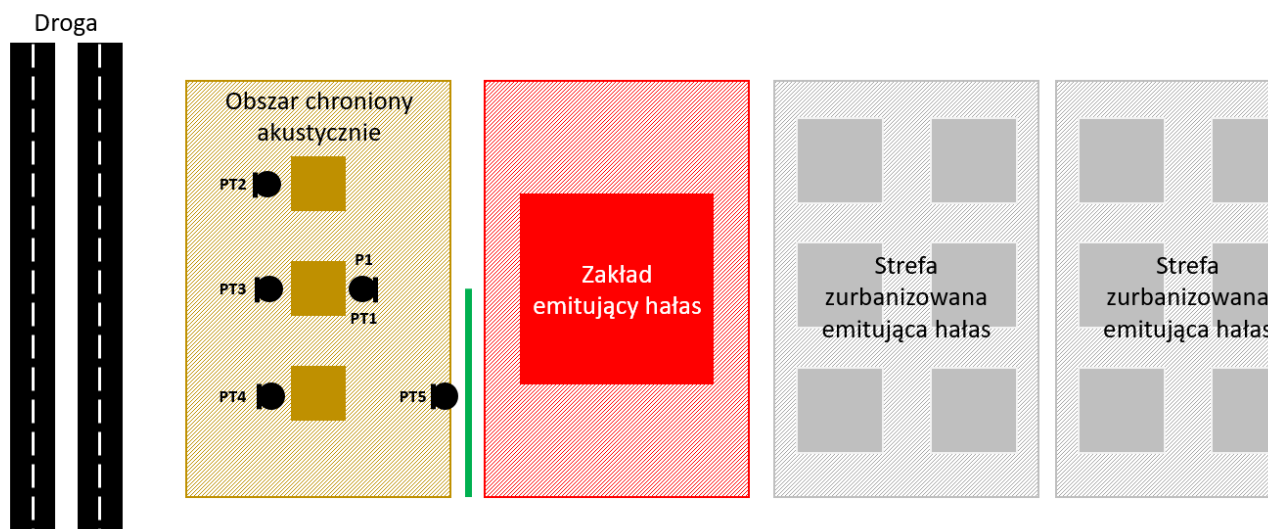 Droga
Obszar chroniony
akustycznie
PT2
P1
PT3
PT1
PT4
PT5
Zakład
emitujący hałas
Strefa
zurbanizowana
emitująca hałas
Strefa
zurbanizowana
emitująca hałas